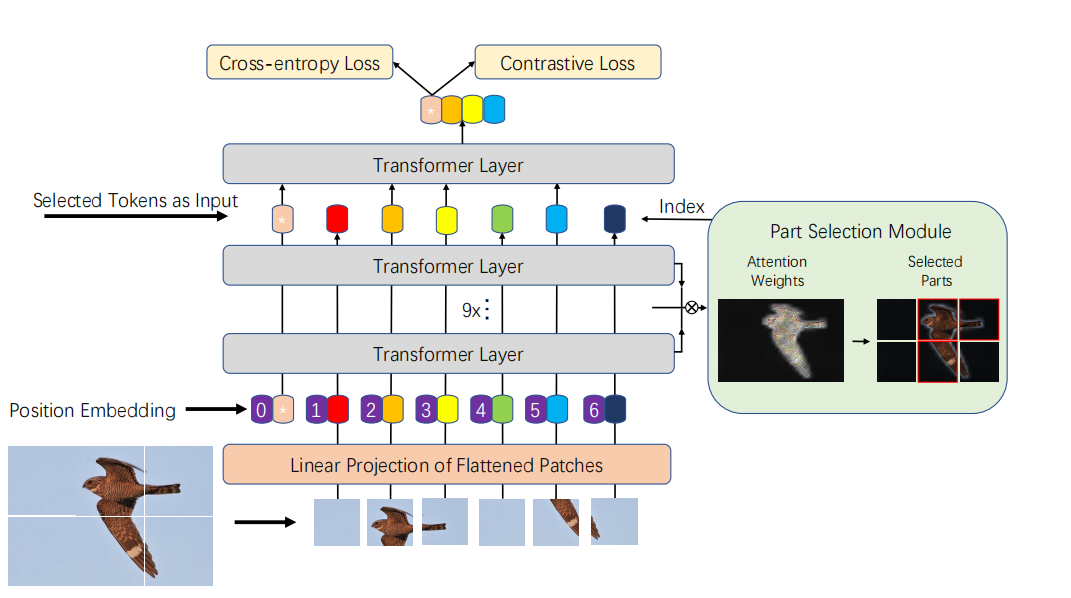 Cross-entropy Loss
Contrastive Loss
*
Transformer Layer
Selected Tokens as Input
*
Index
Part Selection Module
Attention
Weights
Selected
Parts
Transformer Layer
9x
Transformer Layer
Position Embedding
0 * 1 2 3 4 5 6
Linear Projection of Flattened Patches